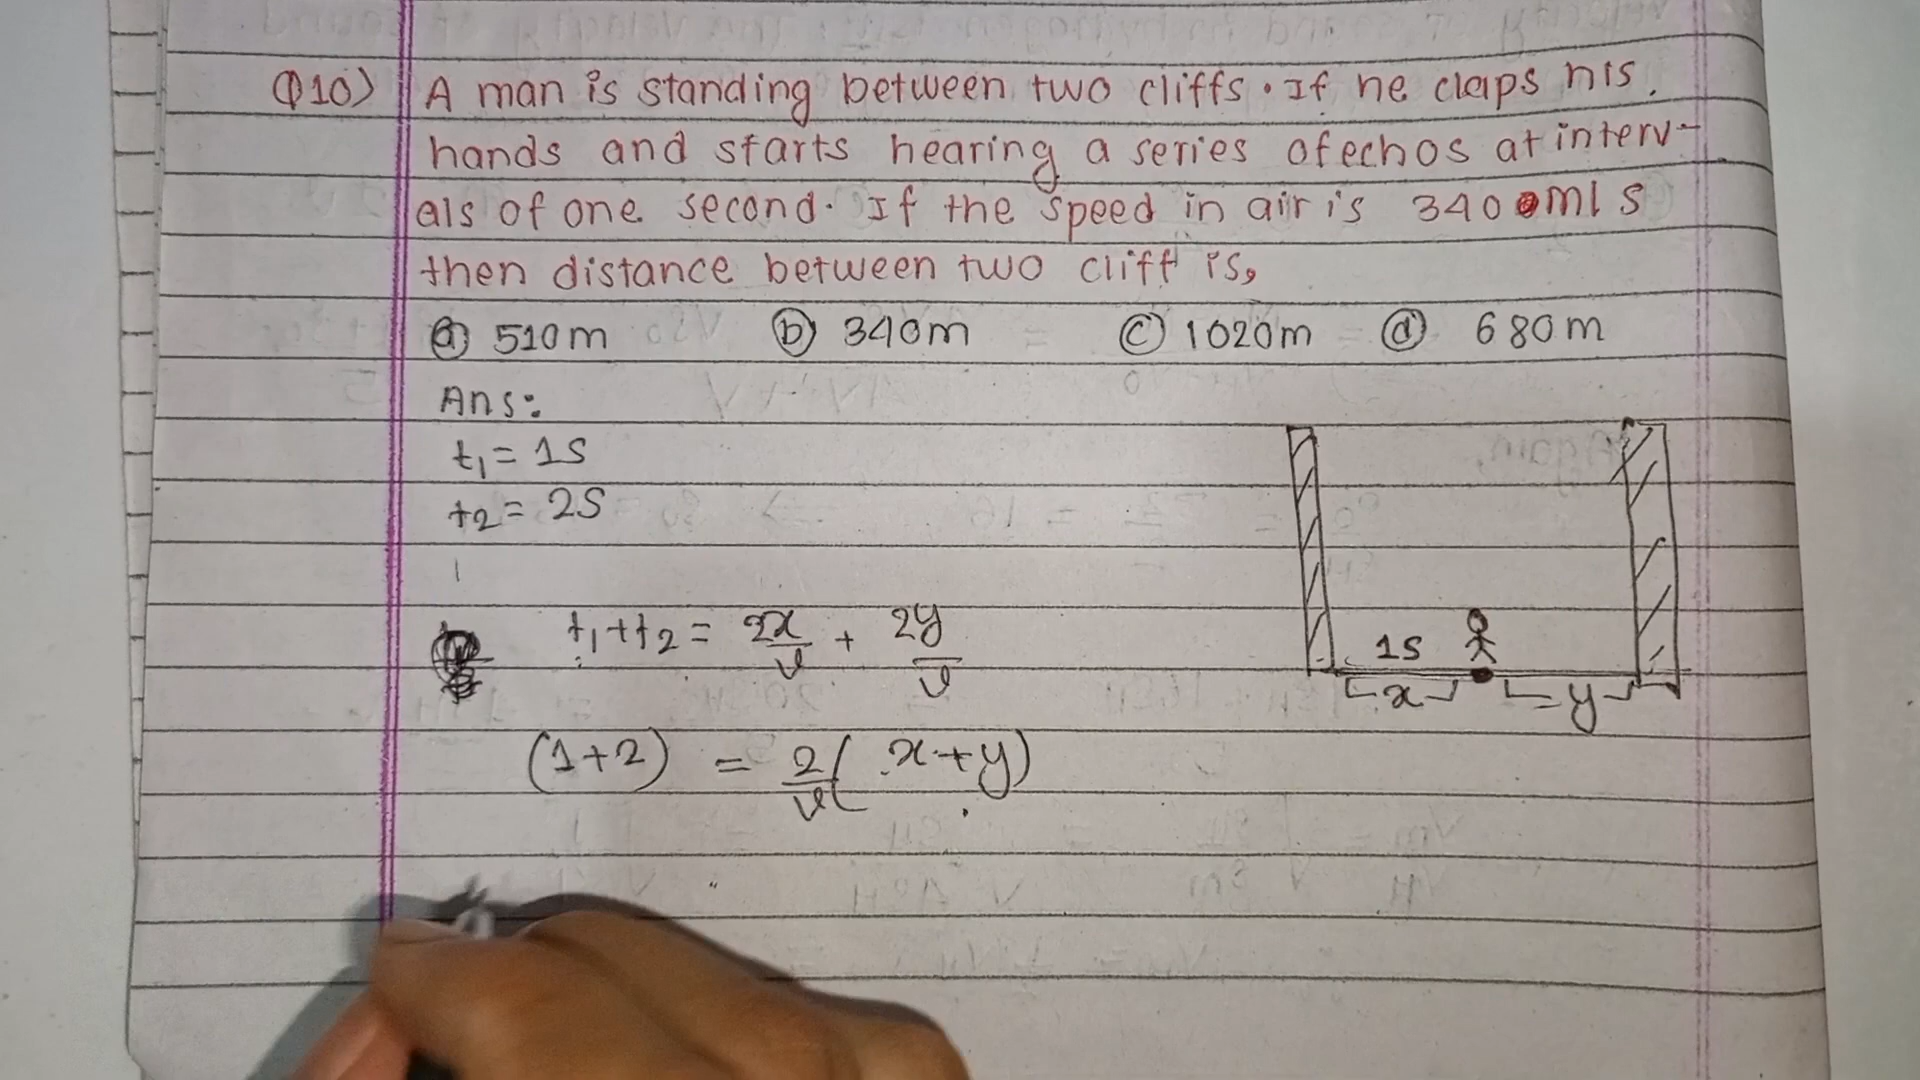 Q10) A man is standing between two cliffs. If he claps his
hands and starts hearing a series of echos at interv-
als of one second. If the speed in air is 340 m/s
then distance between two cliff is,
(a) 510m (b) 340m (c) 1020m (d) 680m
Ans:
t₁ = 1s
t₂ = 2s
t₁+t₂ = 2x/v + 2y/v
1s
x y
(1+2) = 2/v (x+y)